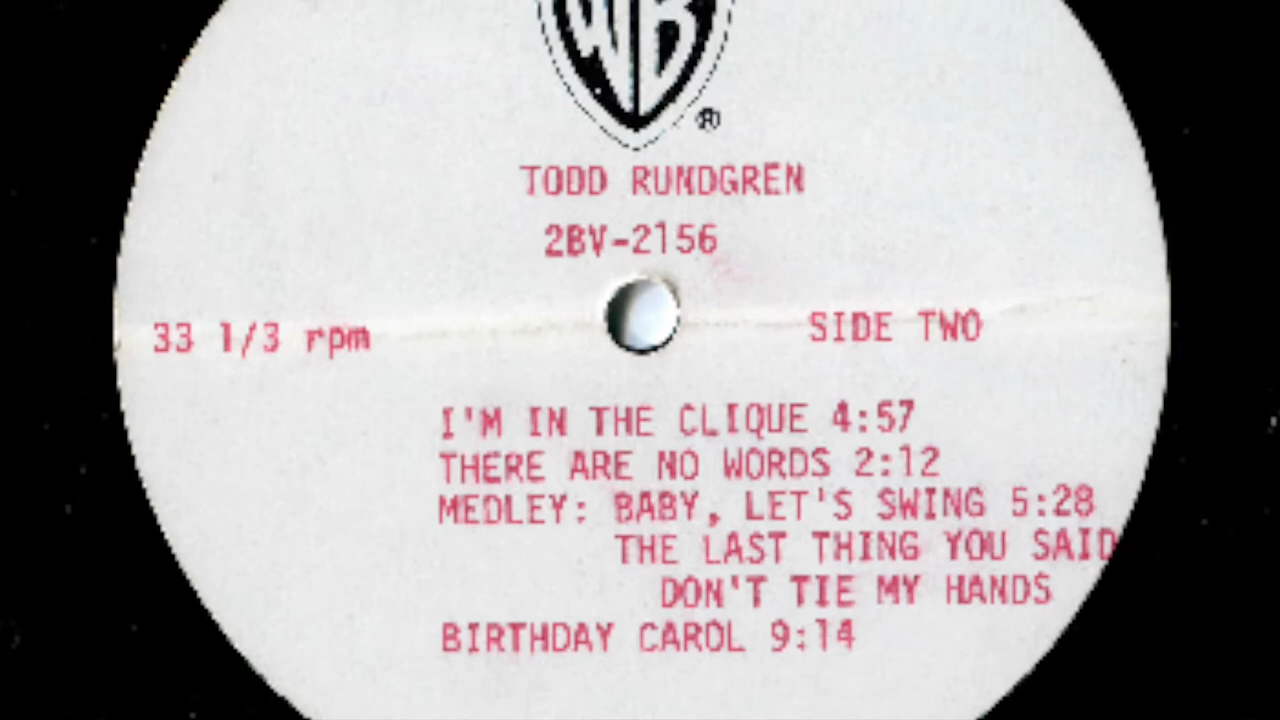 WB
®
TODD RUNDGREN
2BV-2156
33 1/3 rpm
SIDE TWO
I'M IN THE CLIQUE 4:57
THERE ARE NO WORDS 2:12
MEDLEY: BABY, LET'S SWING 5:28
THE LAST THING YOU SAID
DON'T TIE MY HANDS
BIRTHDAY CAROL 9:14